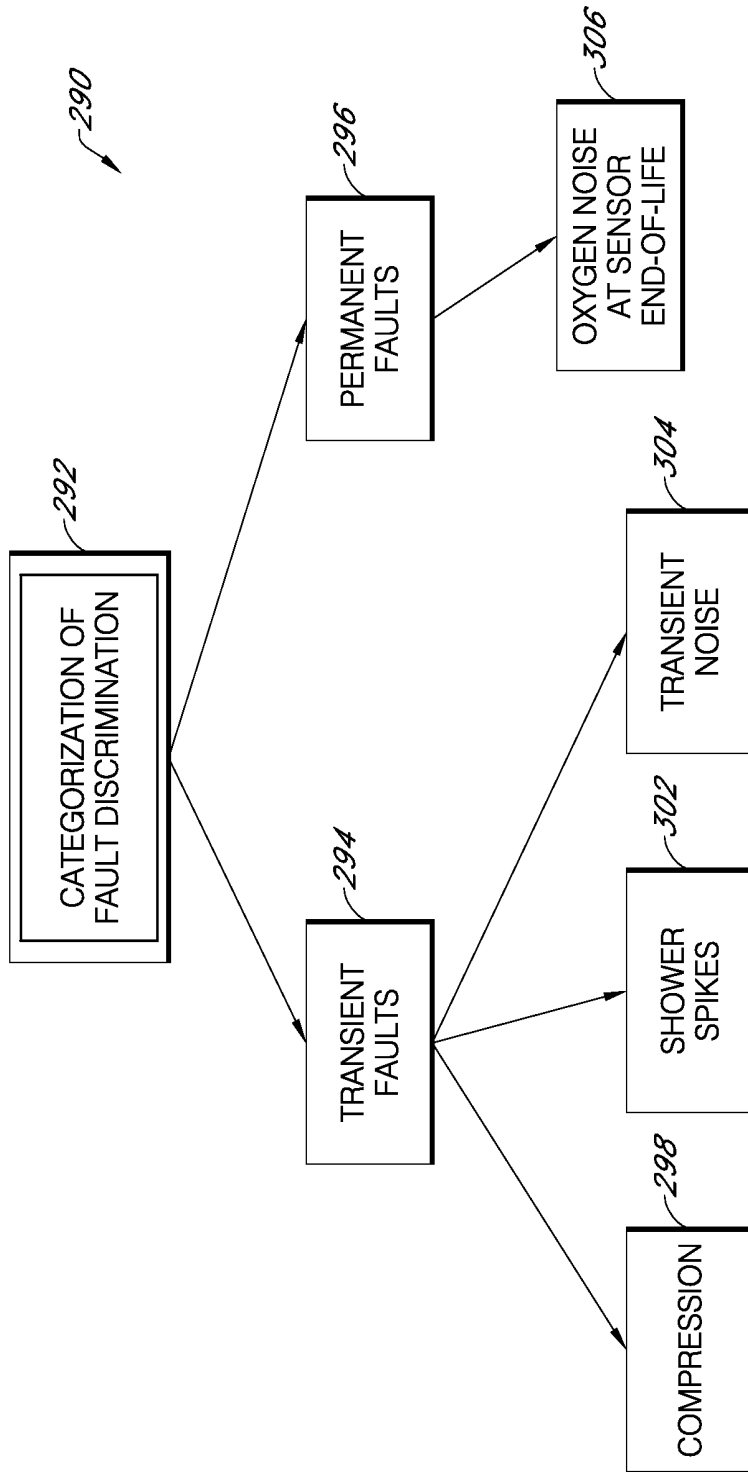 290
292
CATEGORIZATION OF
FAULT DISCRIMINATION
294
TRANSIENT
FAULTS
296
PERMANENT
FAULTS
298
COMPRESSION
302
SHOWER
SPIKES
304
TRANSIENT
NOISE
306
OXYGEN NOISE
AT SENSOR
END-OF-LIFE